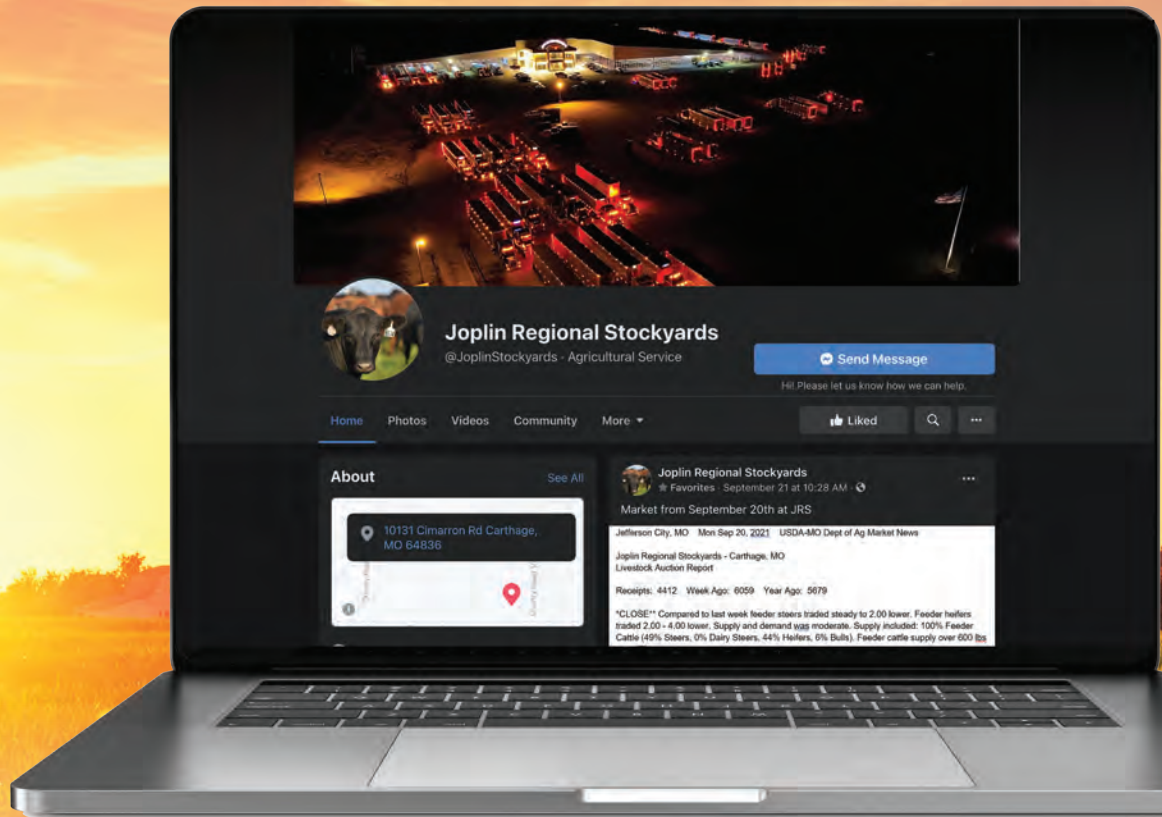 Joplin Regional Stockyards
@JoplinStockyards · Agricultural Service
Send Message
Hi! Please let us know how we can help.
Home Photos Videos Community More
Liked
About See All
10131 Cimarron Rd Carthage,
MO 64836
Joplin Regional Stockyards
Favorites · September 21 at 10:28 AM ·
Market from September 20th at JRS
Jefferson City, MO Mon Sep 20, 2021 USDA-MO Dept of Ag Market News
Joplin Regional Stockyards - Carthage, MO
Livestock Auction Report
Receipts: 4412 Week Ago: 6059 Year Ago: 5679
*CLOSE** Compared to last week feeder steers traded steady to 2.00 lower. Feeder heifers
traded 2.00 - 4.00 lower. Supply and demand was moderate. Supply included: 100% Feeder
Cattle (49% Steers, 0% Dairy Steers, 44% Heifers, 6% Bulls). Feeder cattle supply over 600 lbs